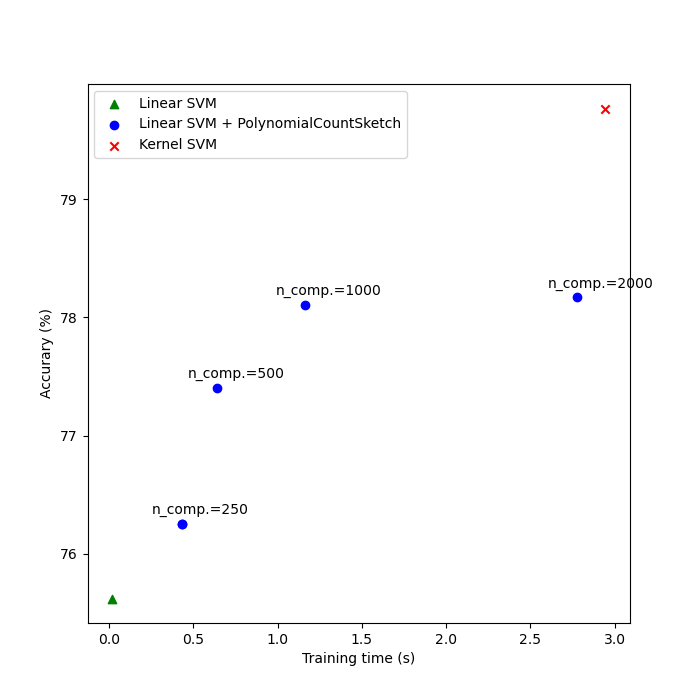 Linear SVM
Linear SVM + PolynomialCountSketch
Kernel SVM
79
78
77
76
Accurary (%)
n_comp.=2000
n_comp.=1000
n_comp.=500
n_comp.=250
0.0 0.5 1.0 1.5 2.0 2.5 3.0
Training time (s)